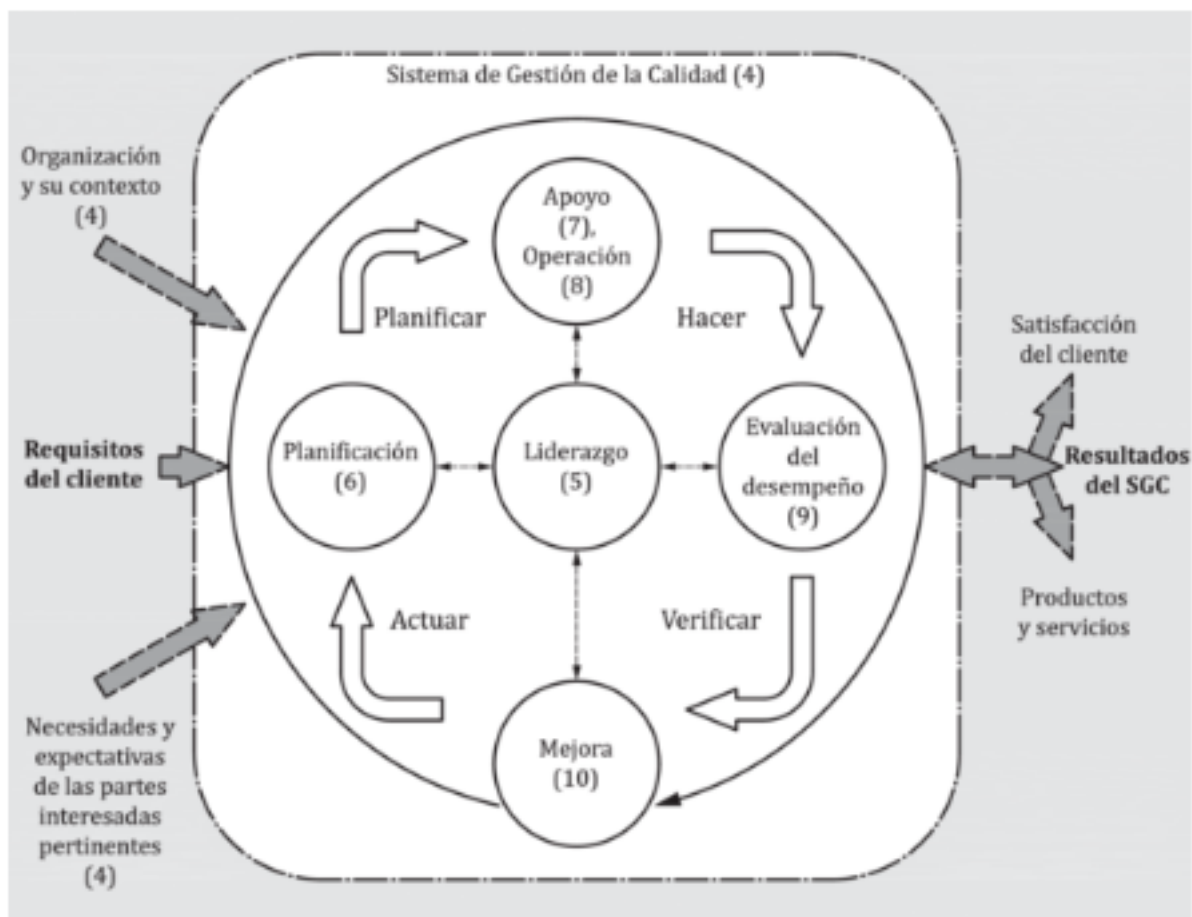 Sistema de Gestión de la Calidad (4)
Organización
y su contexto
(4)
Apoyo
(7),
Operación
(8)
Planificar
Hacer
Satisfacción
del cliente
Requisitos
del cliente
Planificación
(6)
Liderazgo
(5)
Evaluación
del
desempeño
(9)
Resultados
del SGC
Actuar
Verificar
Productos
y servicios
Necesidades y
expectativas
de las partes
interesadas
pertinentes
(4)
Mejora
(10)